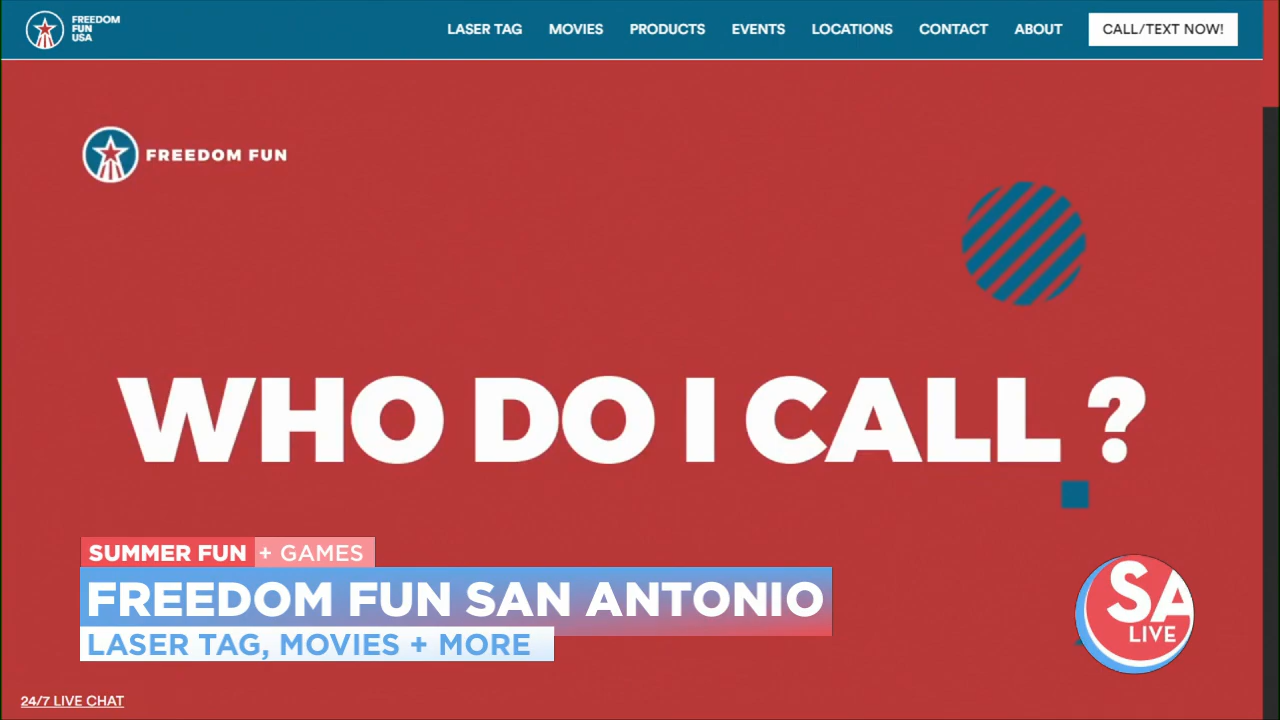 FREEDOM
FUN
USA
LASER TAG MOVIES PRODUCTS EVENTS LOCATIONS CONTACT ABOUT CALL/TEXT NOW!
FREEDOM FUN
WHO DO I CALL ?
SUMMER FUN + GAMES
FREEDOM FUN SAN ANTONIO
LASER TAG, MOVIES + MORE
SA
LIVE
24/7 LIVE CHAT